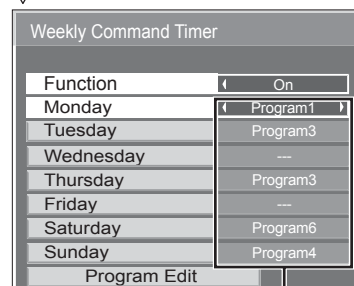 Weekly Command Timer
Function On
Monday Program1
Tuesday Program3
Wednesday ---
Thursday Program3
Friday ---
Saturday Program6
Sunday Program4
Program Edit